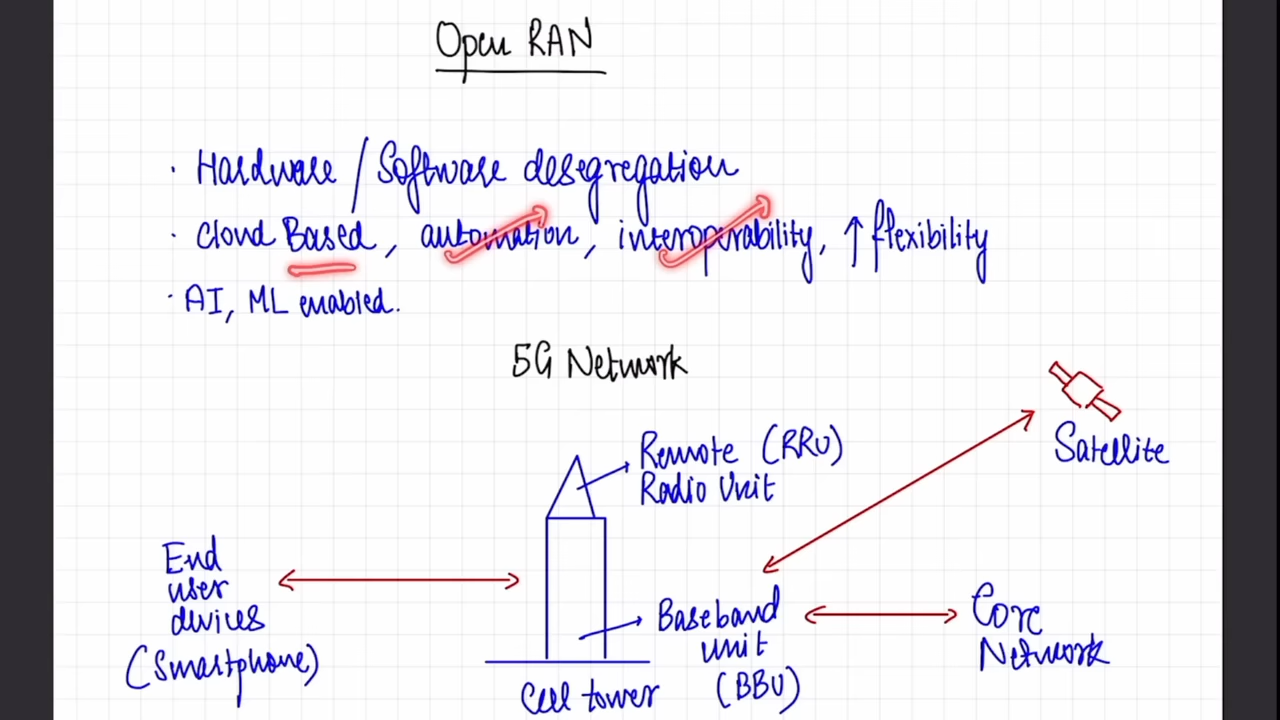 Open RAN
· Hardware / Software desegregation
· Cloud Based, automation, interoperability, ↑ flexibility
· AI, ML enabled.
5G Network
Remote (RRU)
Radio Unit
Satellite
End
user
devices
(Smartphone)
Baseband
unit
(BBU)
Core
Network
Cell tower